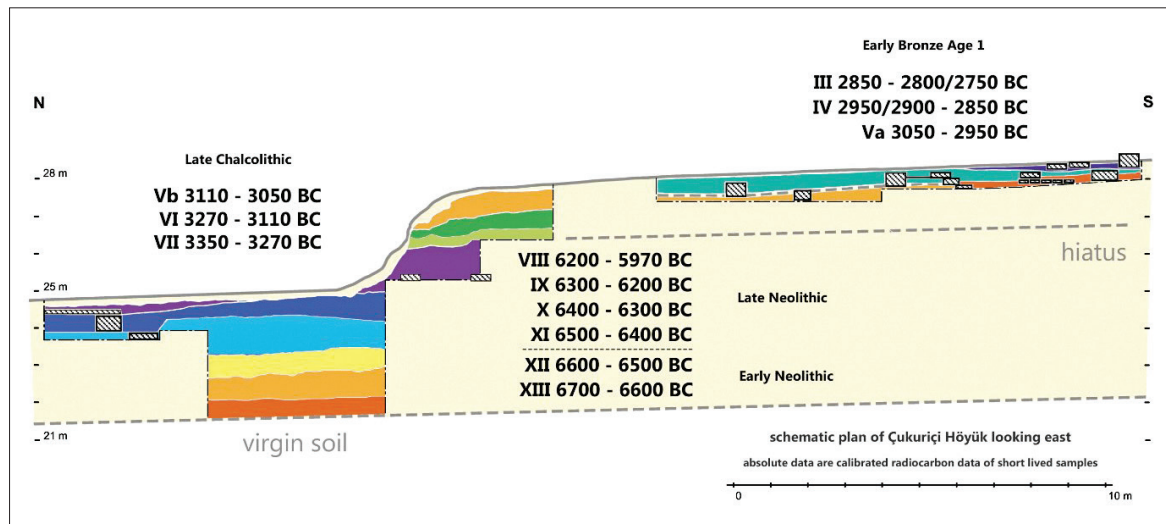 Early Bronze Age 1
III 2850 - 2800/2750 BC
IV 2950/2900 - 2850 BC
Va 3050 - 2950 BC
N
S
Late Chalcolithic
Vb 3110 - 3050 BC
VI 3270 - 3110 BC
VII 3350 - 3270 BC
28 m
hiatus
VIII 6200 - 5970 BC
IX 6300 - 6200 BC
X 6400 - 6300 BC
XI 6500 - 6400 BC
Late Neolithic
25 m
XII 6600 - 6500 BC
XIII 6700 - 6600 BC
Early Neolithic
21 m
virgin soil
schematic plan of Çukuriçi Höyük looking east
absolute data are calibrated radiocarbon data of short lived samples
0
10 m